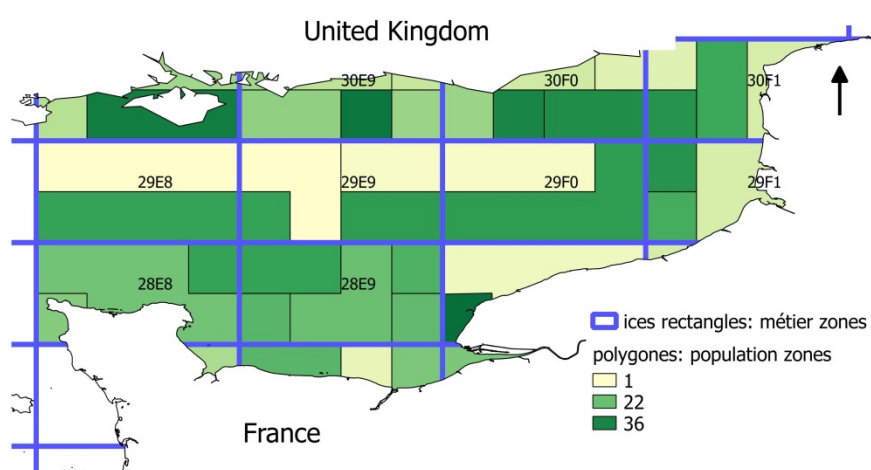 United Kingdom
30E9
30F0
30F1
29E8
29E9
29F0
29F1
28E8
28E9
ices rectangles: métier zones
polygones: population zones
1
22
36
France